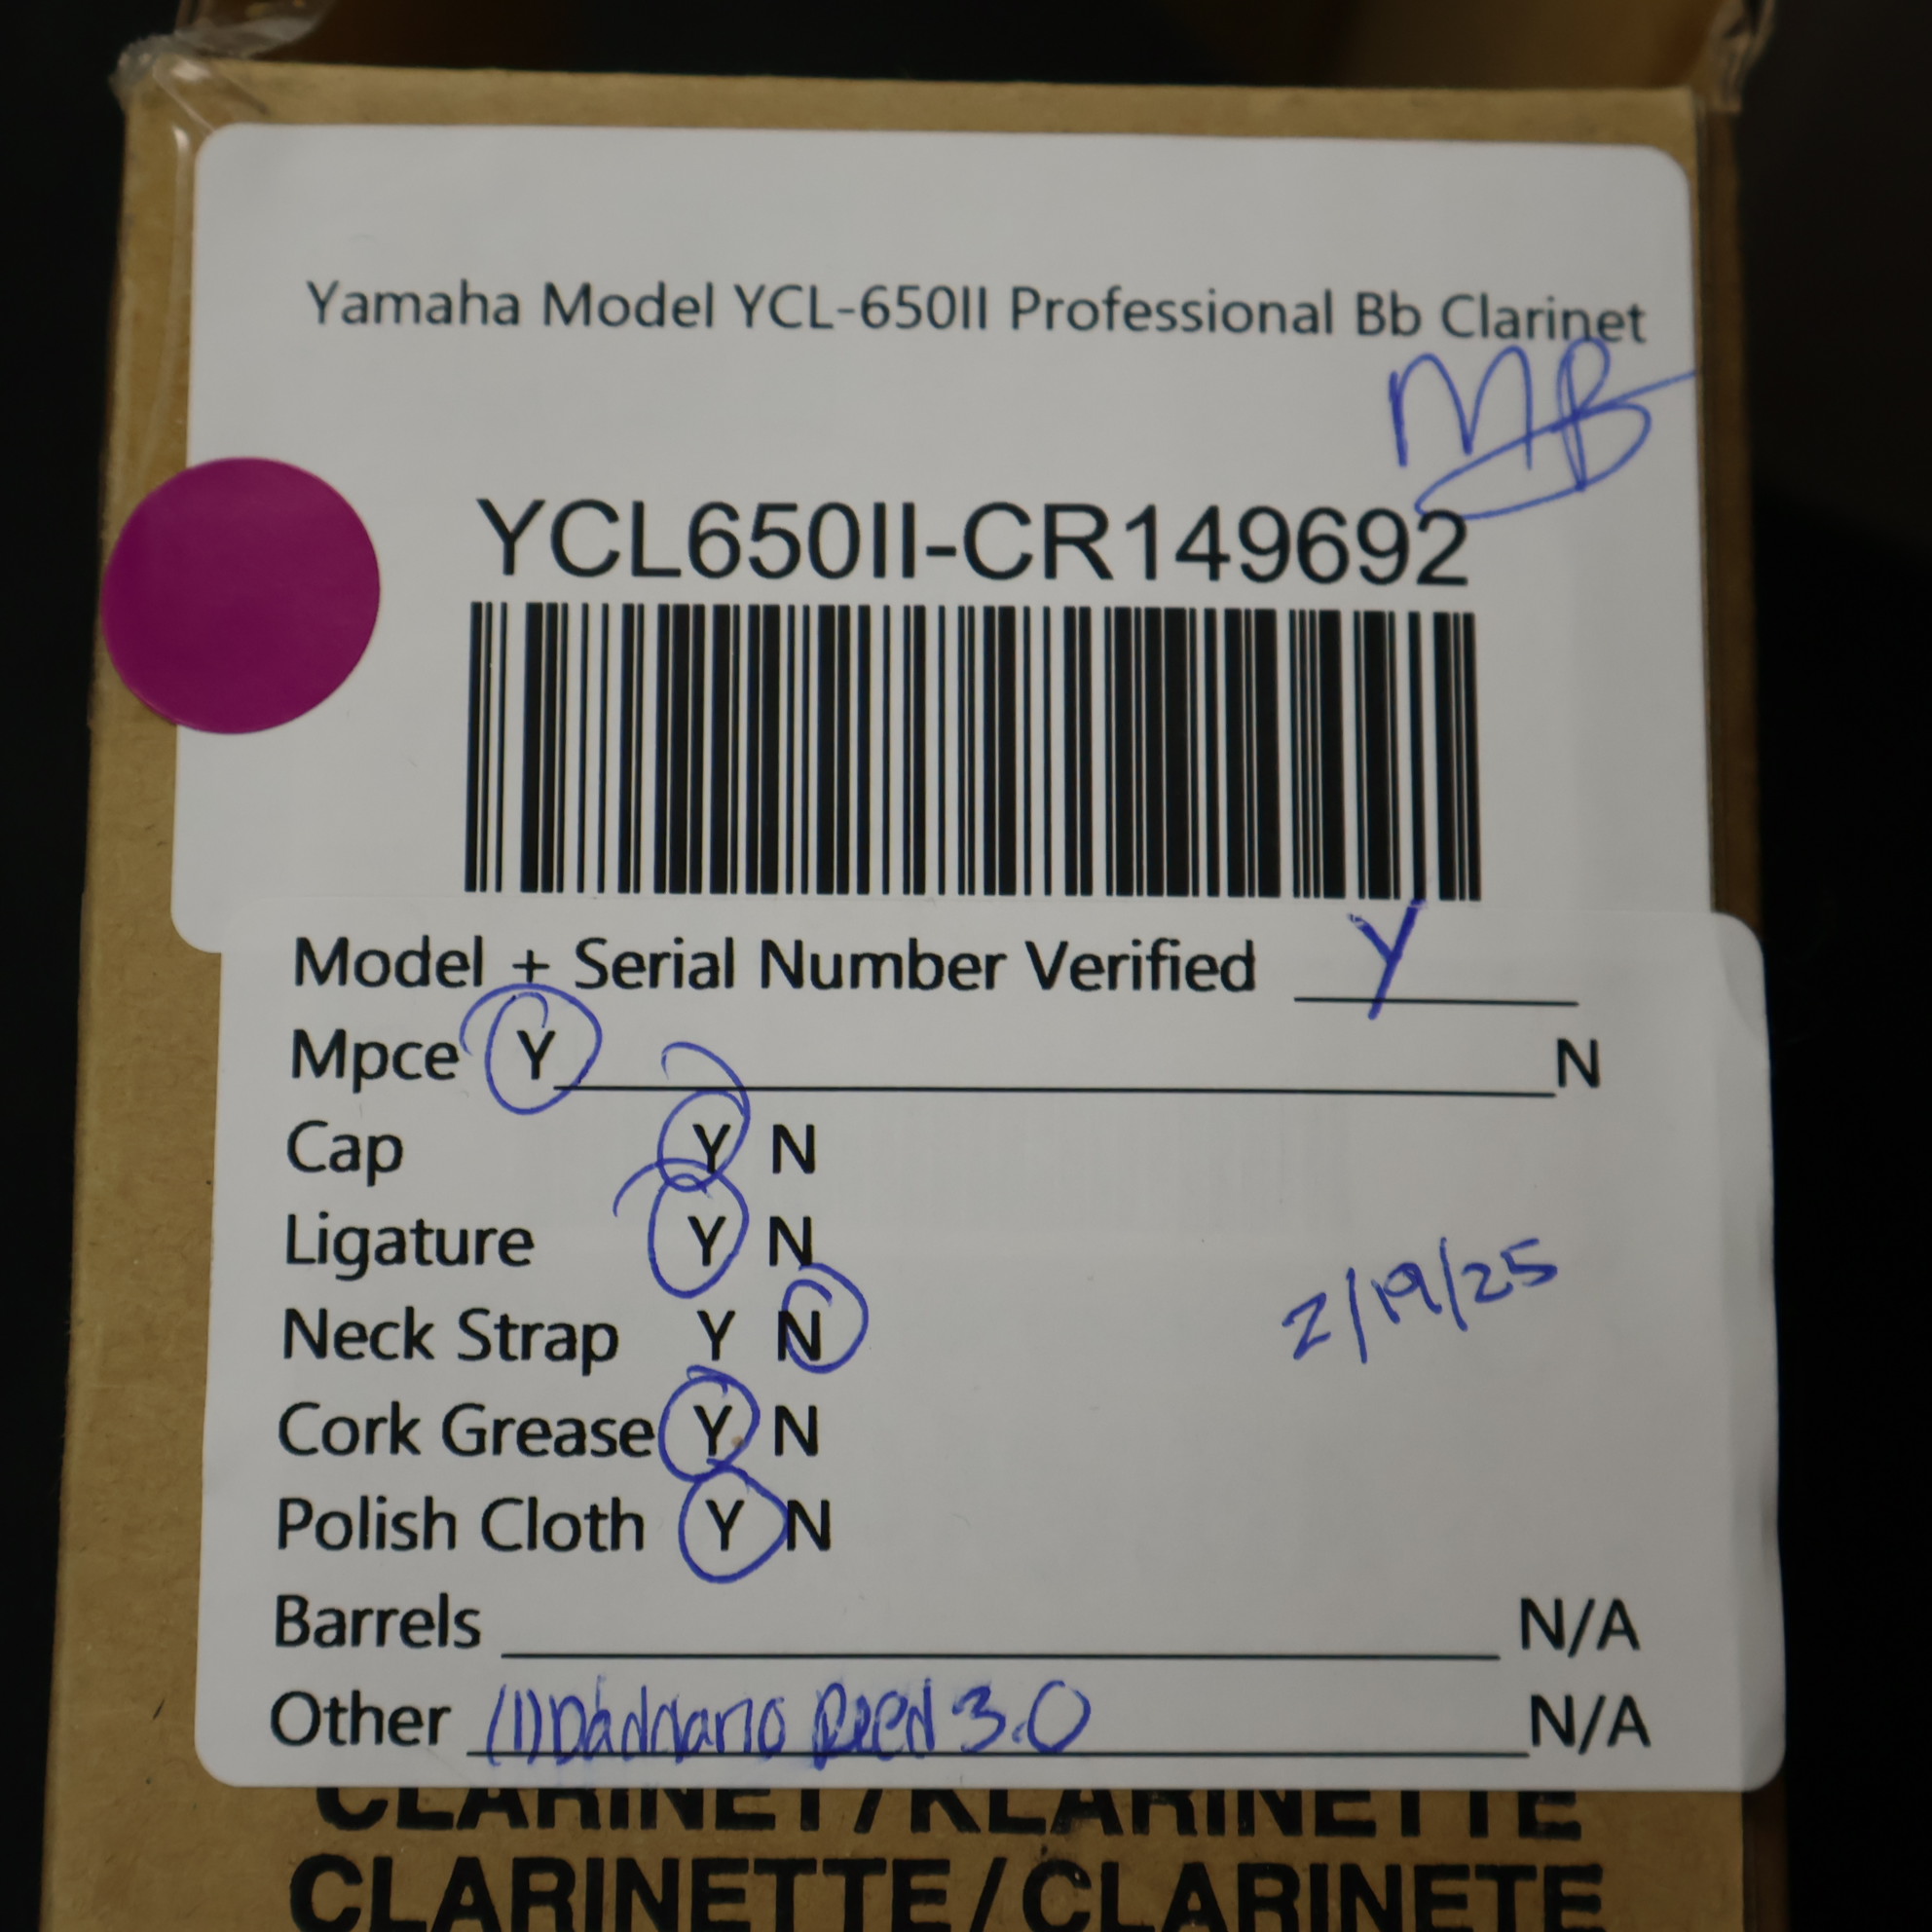 Yamaha Model YCL-650II Professional Bb Clarinet
MB
YCL650II-CR149692
Model + Serial Number Verified Y
Mpce Y N
Cap Y N
Ligature Y N
Neck Strap Y N
Cork Grease Y N
Polish Cloth Y N
2/19/25
Barrels N/A
Other (1) Daddario Reed 3.0 N/A
CLARINET/KLARINETTE
CLARINETTE/CLARINETE